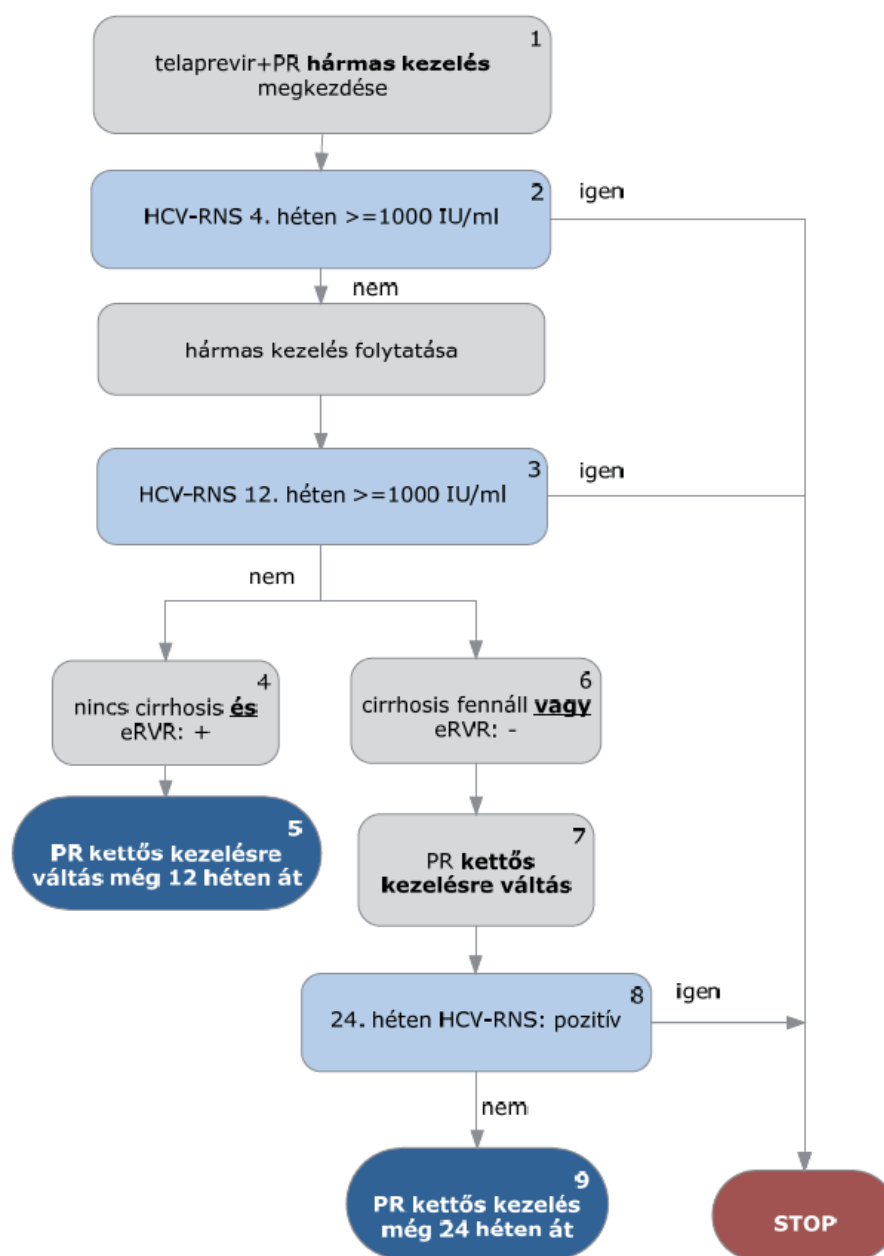 1
telaprevir+PR hármas kezelés
megkezdése
2
HCV-RNS 4. héten >=1000 IU/ml
igen
nem
hármas kezelés folytatása
3
HCV-RNS 12. héten >=1000 IU/ml
igen
nem
4
nincs cirrhosis és
eRVR: +
6
cirrhosis fennáll vagy
eRVR: -
5
PR kettős kezelésre
váltás még 12 héten át
7
PR kettős
kezelésre váltás
8
24. héten HCV-RNS: pozitív
igen
nem
9
PR kettős kezelés
még 24 héten át
STOP